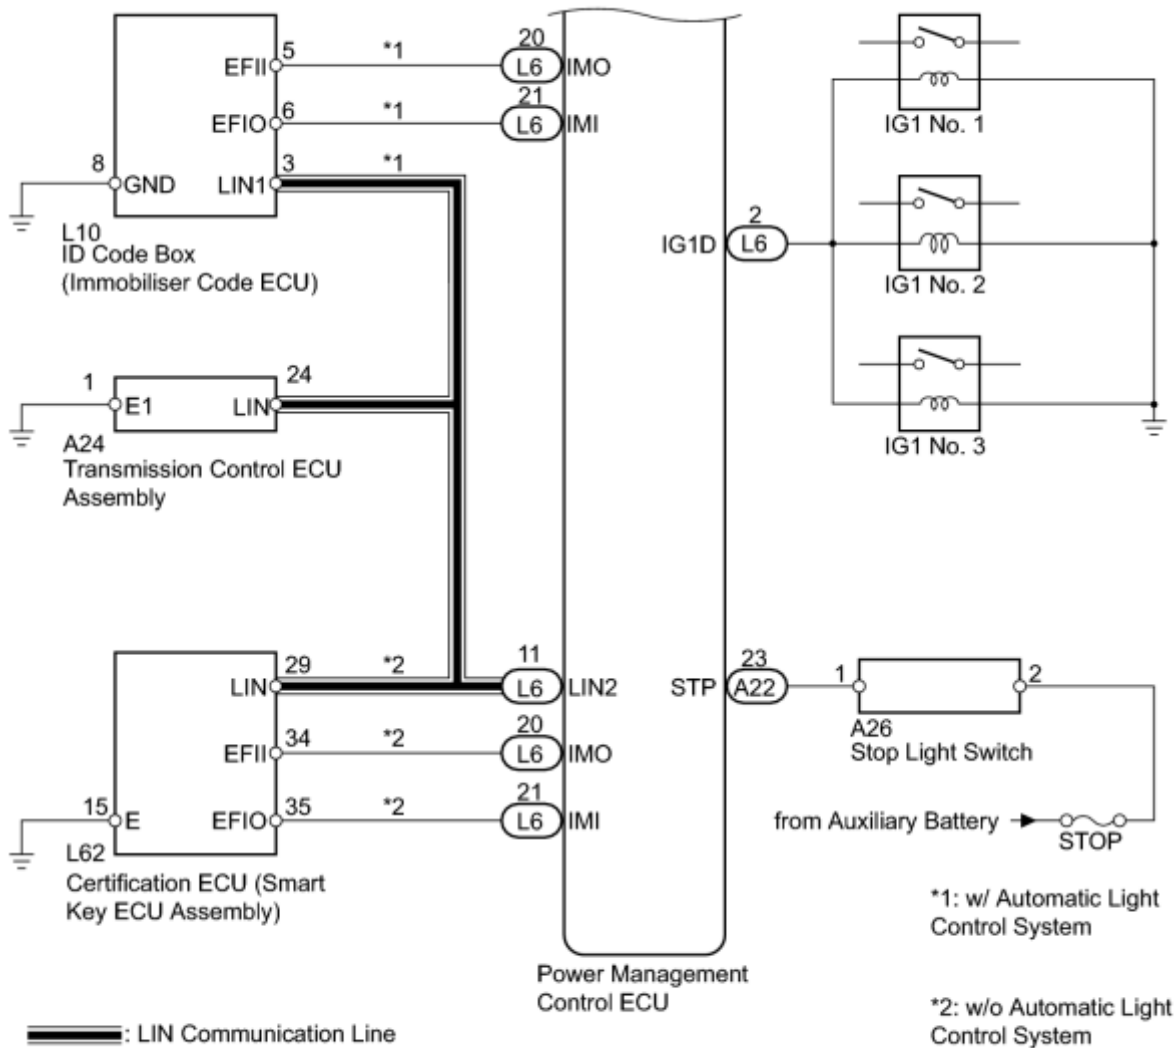 5 *1 20
EFII L6 IMO
6 *1 21
EFIO L6 IMI
8 3 *1
GND LIN1
L10
ID Code Box
(Immobiliser Code ECU)
1 24
E1 LIN
A24
Transmission Control ECU
Assembly
29 *2 11
LIN L6 LIN2
34 *2 20
EFII L6 IMO
15 35 *2 21
E EFIO L6 IMI
L62
Certification ECU (Smart
Key ECU Assembly)
Power Management
Control ECU
: LIN Communication Line
IG1 No. 1
2
IG1D L6
IG1 No. 2
IG1 No. 3
23
STP A22 1 2
A26
Stop Light Switch
from Auxiliary Battery
STOP
*1: w/ Automatic Light
Control System
*2: w/o Automatic Light
Control System